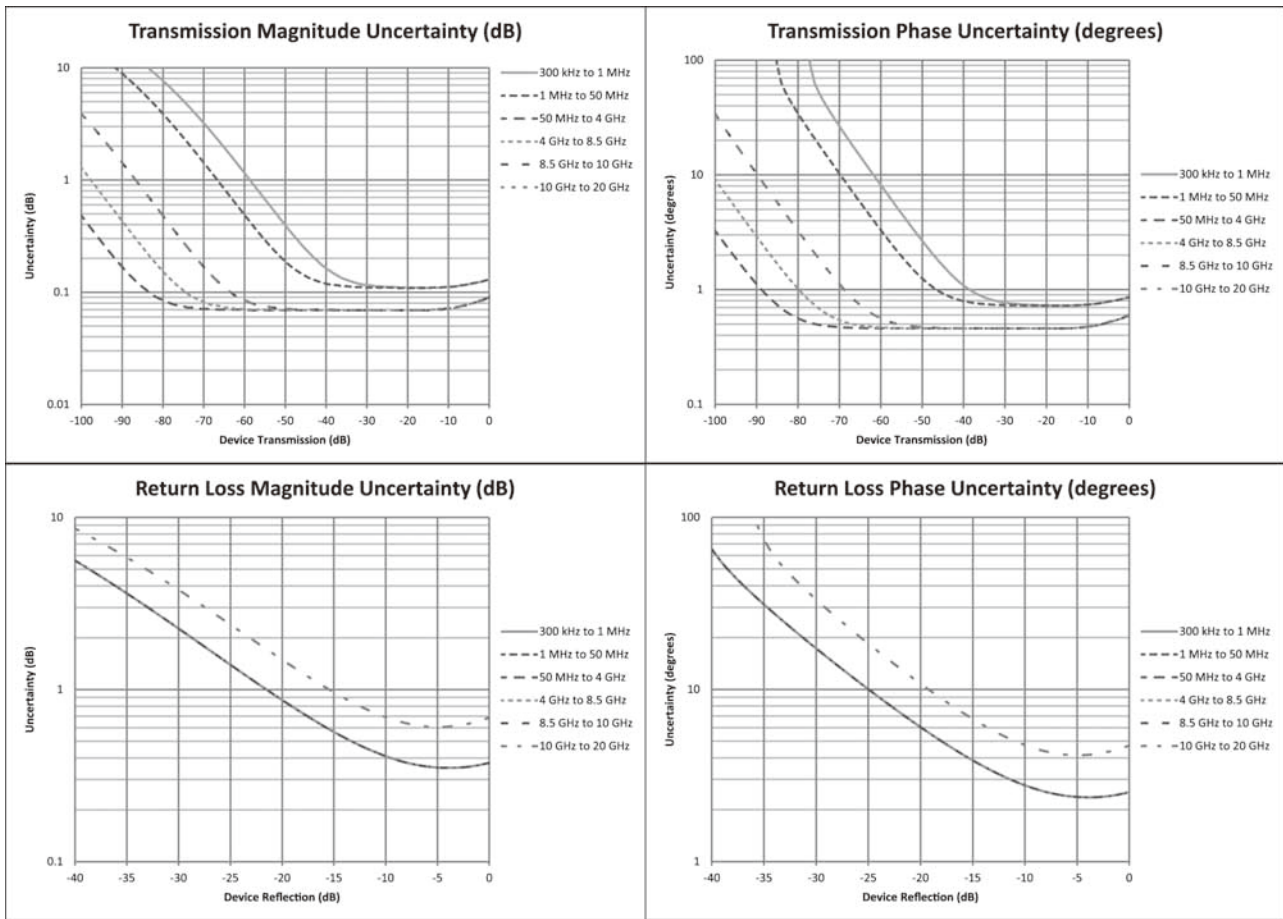 Transmission Magnitude Uncertainty (dB)
10
1
0.1
0.01
Uncertainty (dB)
-100 -90 -80 -70 -60 -50 -40 -30 -20 -10 0
Device Transmission (dB)
300 kHz to 1 MHz
1 MHz to 50 MHz
50 MHz to 4 GHz
4 GHz to 8.5 GHz
8.5 GHz to 10 GHz
10 GHz to 20 GHz
Transmission Phase Uncertainty (degrees)
100
10
1
0.1
Uncertainty (degrees)
-100 -90 -80 -70 -60 -50 -40 -30 -20 -10 0
Device Transmission (dB)
300 kHz to 1 MHz
1 MHz to 50 MHz
50 MHz to 4 GHz
4 GHz to 8.5 GHz
8.5 GHz to 10 GHz
10 GHz to 20 GHz
Return Loss Magnitude Uncertainty (dB)
10
1
0.1
Uncertainty (dB)
-40 -35 -30 -25 -20 -15 -10 -5 0
Device Reflection (dB)
300 kHz to 1 MHz
1 MHz to 50 MHz
50 MHz to 4 GHz
4 GHz to 8.5 GHz
8.5 GHz to 10 GHz
10 GHz to 20 GHz
Return Loss Phase Uncertainty (degrees)
100
10
1
Uncertainty (degrees)
-40 -35 -30 -25 -20 -15 -10 -5 0
Device Reflection (dB)
300 kHz to 1 MHz
1 MHz to 50 MHz
50 MHz to 4 GHz
4 GHz to 8.5 GHz
8.5 GHz to 10 GHz
10 GHz to 20 GHz